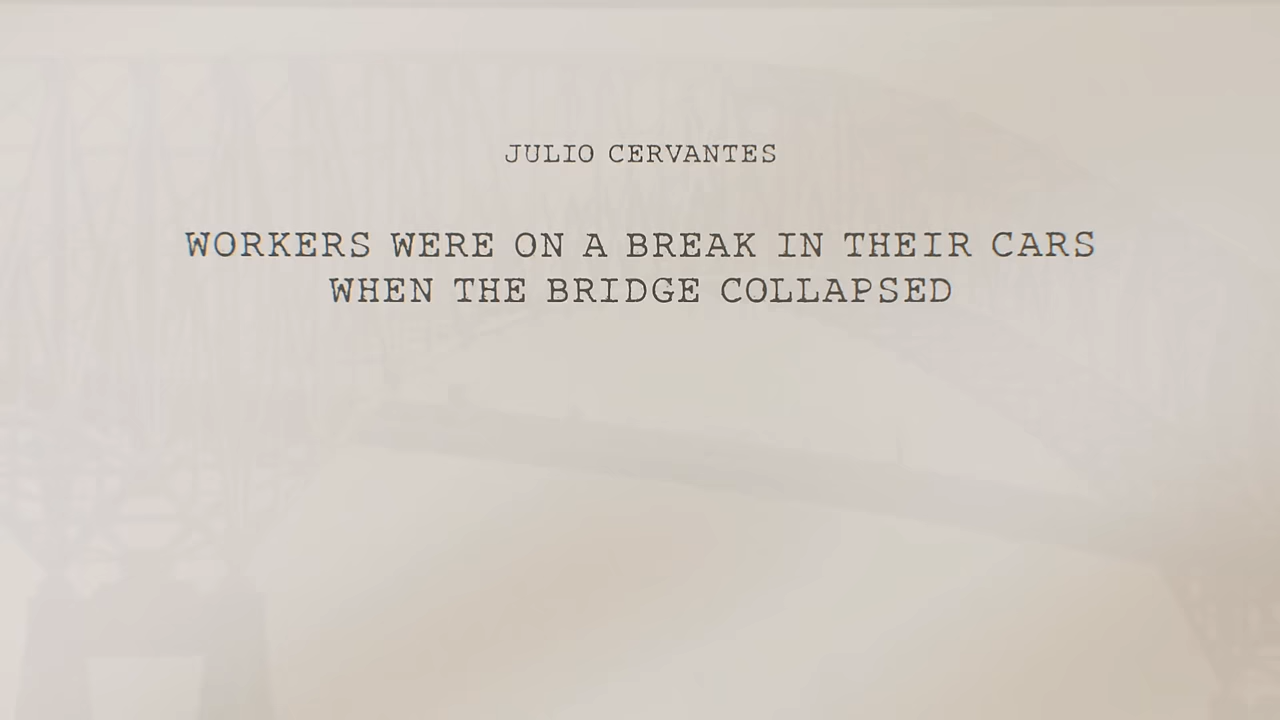 JULIO CERVANTES
WORKERS WERE ON A BREAK IN THEIR CARS
WHEN THE BRIDGE COLLAPSED